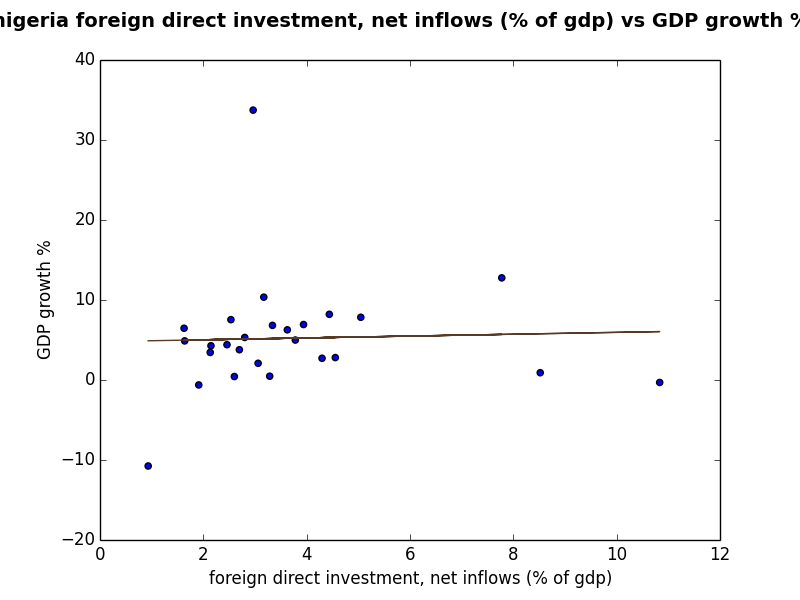 nigeria foreign direct investment, net inflows (% of gdp) vs GDP growth %
40
30
20
10
0
−10
−20
GDP growth %
0 2 4 6 8 10 12
foreign direct investment, net inflows (% of gdp)